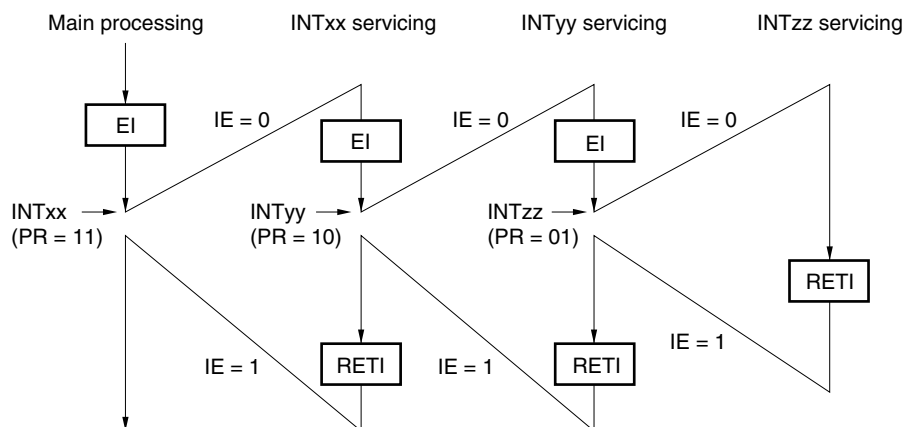 Main processing
INTxx servicing
INTyy servicing
INTzz servicing
EI
IE = 0
EI
IE = 0
EI
IE = 0
INTxx
(PR = 11)
INTyy
(PR = 10)
INTzz
(PR = 01)
RETI
IE = 1
RETI
IE = 1
RETI
IE = 1